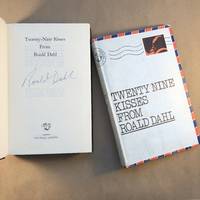 Twenty-Nine Kisses
From
Roald Dahl
Roald Dahl
TWENTY NINE
KISSES
FROM
ROALD DAHL